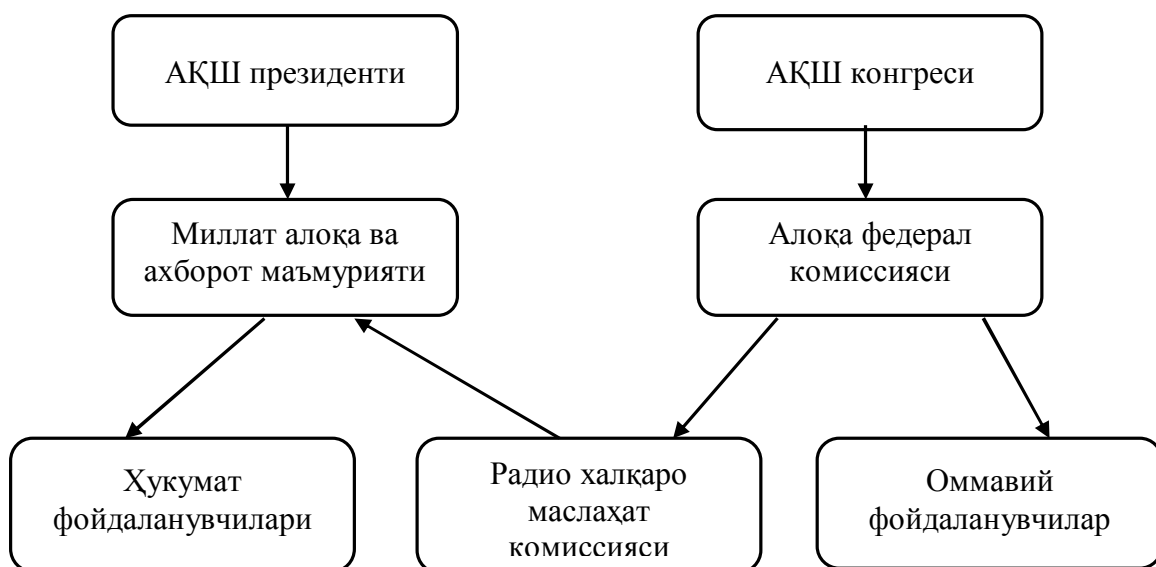 АҚШ президенти
АҚШ конгреси
Миллат алоқа ва
ахборот маъмурияти
Алоқа федерал
комиссияси
Ҳукумат
фойдаланувчилари
Радио халқаро
маслаҳат
комиссияси
Оммавий
фойдаланувчилар